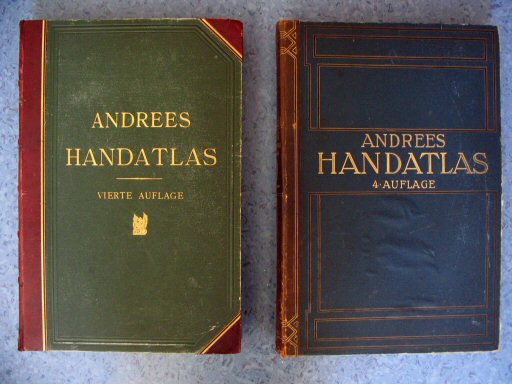 ANDREES
HANDATLAS
VIERTE AUFLAGE
ANDREES
HANDATLAS
4·AUFLAGE